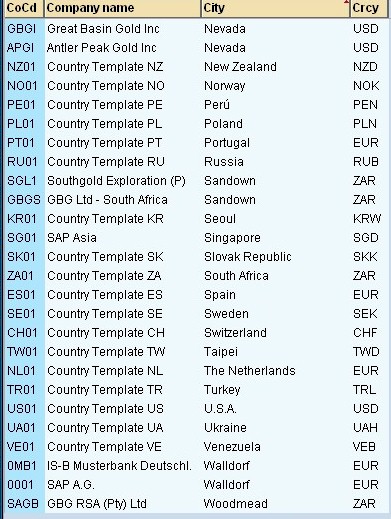 CoCd Company name City Crcy
GBGI Great Basin Gold Inc Nevada USD
APGI Antler Peak Gold Inc Nevada USD
NZ01 Country Template NZ New Zealand NZD
NO01 Country Template NO Norway NOK
PE01 Country Template PE Perú PEN
PL01 Country Template PL Poland PLN
PT01 Country Template PT Portugal EUR
RU01 Country Template RU Russia RUB
SGL1 Southgold Exploration (P) Sandown ZAR
GBGS GBG Ltd - South Africa Sandown ZAR
KR01 Country Template KR Seoul KRW
SG01 SAP Asia Singapore SGD
SK01 Country Template SK Slovak Republic SKK
ZA01 Country Template ZA South Africa ZAR
ES01 Country Template ES Spain EUR
SE01 Country Template SE Sweden SEK
CH01 Country Template CH Switzerland CHF
TW01 Country Template TW Taipei TWD
NL01 Country Template NL The Netherlands EUR
TR01 Country Template TR Turkey TRL
US01 Country Template US U.S.A. USD
UA01 Country Template UA Ukraine UAH
VE01 Country Template VE Venezuela VEB
0MB1 IS-B Musterbank Deutschl. Walldorf EUR
0001 SAP A.G. Walldorf EUR
SAGB GBG RSA (Pty) Ltd Woodmead ZAR